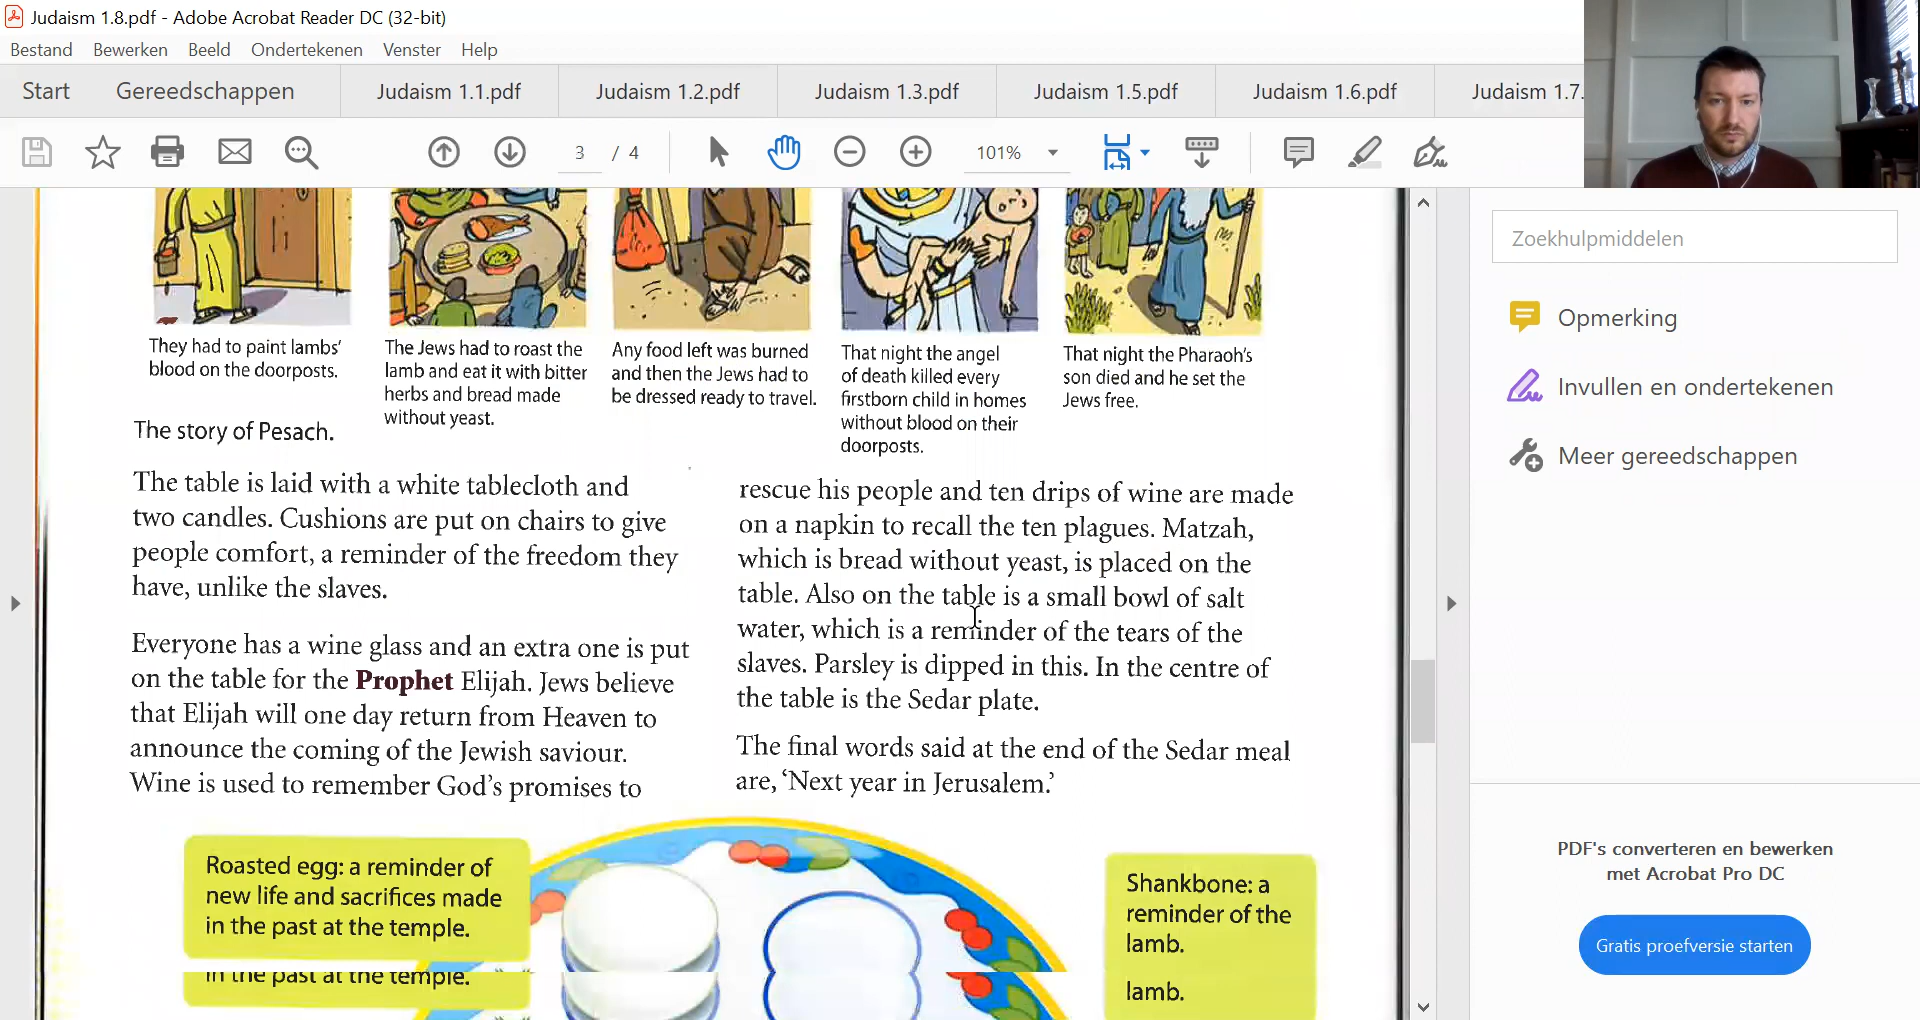 Judaism 1.8.pdf - Adobe Acrobat Reader DC (32-bit)
Bestand Bewerken Beeld Ondertekenen Venster Help
Start Gereedschappen Judaism 1.1.pdf Judaism 1.2.pdf Judaism 1.3.pdf Judaism 1.5.pdf Judaism 1.6.pdf Judaism 1.7.
3 / 4 101%
They had to paint lambs'
blood on the doorposts.
The Jews had to roast the
lamb and eat it with bitter
herbs and bread made
without yeast.
Any food left was burned
and then the Jews had to
be dressed ready to travel.
That night the angel
of death killed every
firstborn child in homes
without blood on their
doorposts.
That night the Pharaoh's
son died and he set the
Jews free.
The story of Pesach.
The table is laid with a white tablecloth and
two candles. Cushions are put on chairs to give
people comfort, a reminder of the freedom they
have, unlike the slaves.
Everyone has a wine glass and an extra one is put
on the table for the Prophet Elijah. Jews believe
that Elijah will one day return from Heaven to
announce the coming of the Jewish saviour.
Wine is used to remember God's promises to
rescue his people and ten drips of wine are made
on a napkin to recall the ten plagues. Matzah,
which is bread without yeast, is placed on the
table. Also on the table is a small bowl of salt
water, which is a reminder of the tears of the
slaves. Parsley is dipped in this. In the centre of
the table is the Sedar plate.
The final words said at the end of the Sedar meal
are, 'Next year in Jerusalem.'
Roasted egg: a reminder of
new life and sacrifices made
in the past at the temple.
in the past at the temple.
Shankbone: a
reminder of the
lamb.
lamb.
Zoekhulpmiddelen
Opmerking
Invullen en ondertekenen
Meer gereedschappen
PDF's converteren en bewerken
met Acrobat Pro DC
Gratis proefversie starten